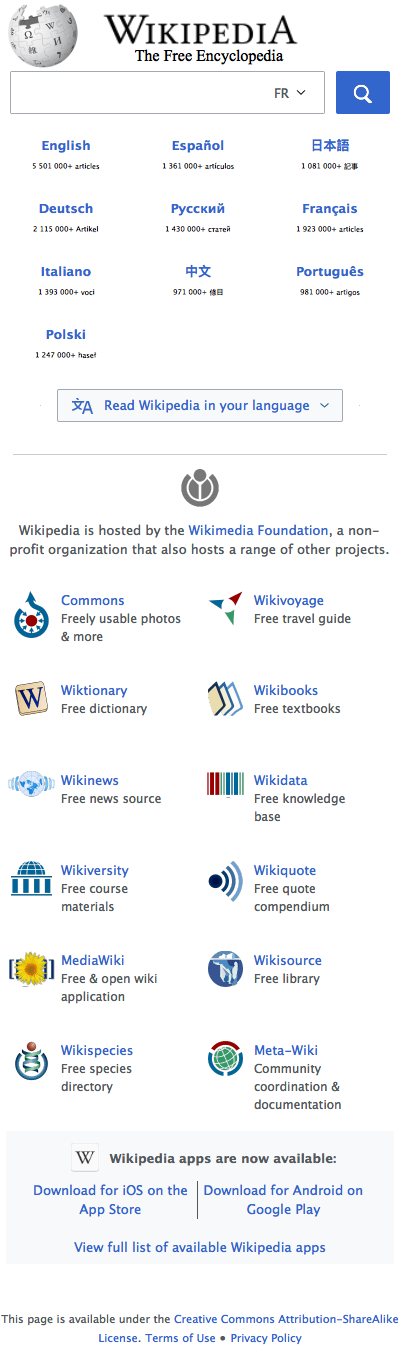 WIKIPEDIA
The Free Encyclopedia
FR
English Español 日本語
5 501 000+ articles 1 361 000+ artículos 1 081 000+ 記事
Deutsch Русский Français
2 115 000+ Artikel 1 430 000+ статей 1 923 000+ articles
Italiano 中文 Português
1 393 000+ voci 971 000+ 條目 981 000+ artigos
Polski
1 247 000+ haseł
Read Wikipedia in your language
Wikipedia is hosted by the Wikimedia Foundation, a non-
profit organization that also hosts a range of other projects.
Commons
Freely usable photos
& more
Wikivoyage
Free travel guide
Wiktionary
Free dictionary
Wikibooks
Free textbooks
Wikinews
Free news source
Wikidata
Free knowledge
base
Wikiversity
Free course
materials
Wikiquote
Free quote
compendium
MediaWiki
Free & open wiki
application
Wikisource
Free library
Wikispecies
Free species
directory
Meta-Wiki
Community
coordination &
documentation
W Wikipedia apps are now available:
Download for iOS on the
App Store
Download for Android on
Google Play
View full list of available Wikipedia apps
This page is available under the Creative Commons Attribution-ShareAlike
License. Terms of Use • Privacy Policy